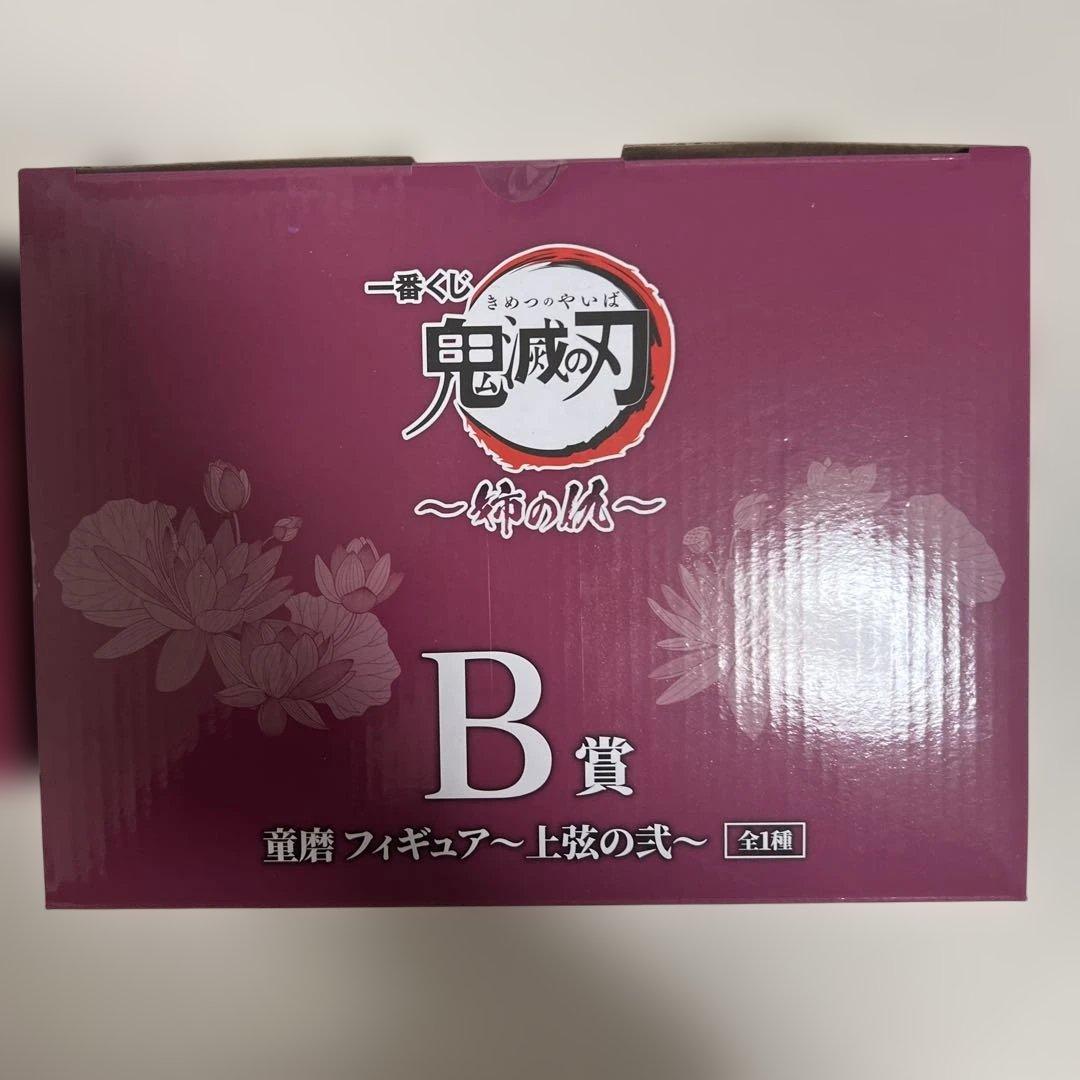 一番くじ
きめつのやいば
鬼滅の刃
～姉の仇～
B賞
童磨 フィギュア～上弦の弐～ 全1種